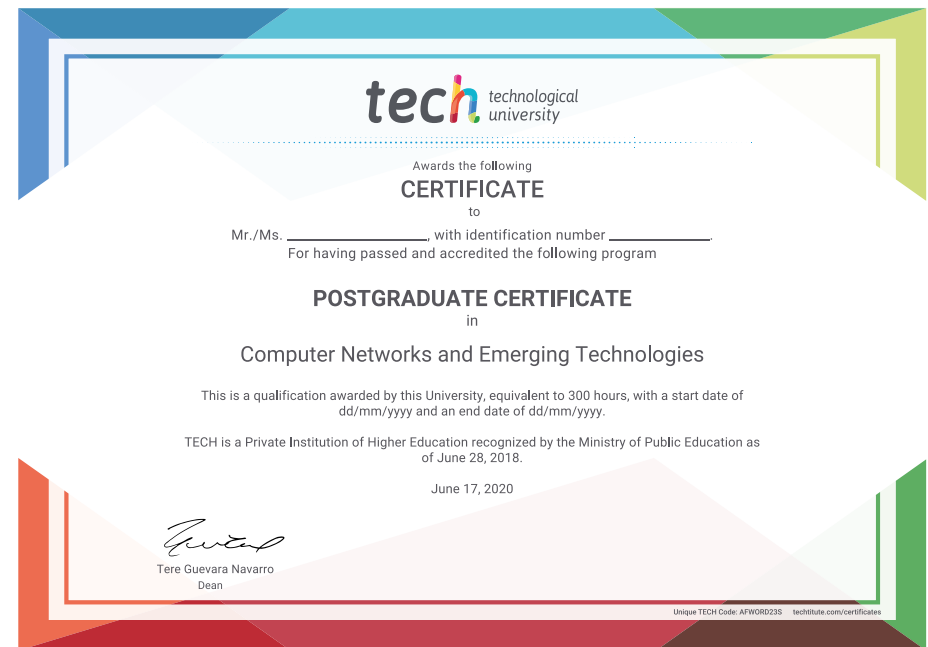 tech technological
university
Awards the following
CERTIFICATE
to
Mr./Ms. ____________________, with identification number ______________.
For having passed and accredited the following program
POSTGRADUATE CERTIFICATE
in
Computer Networks and Emerging Technologies
This is a qualification awarded by this University, equivalent to 300 hours, with a start date of
dd/mm/yyyy and an end date of dd/mm/yyyy.
TECH is a Private Institution of Higher Education recognized by the Ministry of Public Education as
of June 28, 2018.
June 17, 2020
Tere Guevara Navarro
Dean
Unique TECH Code: AFWORD23S techtitute.com/certificates